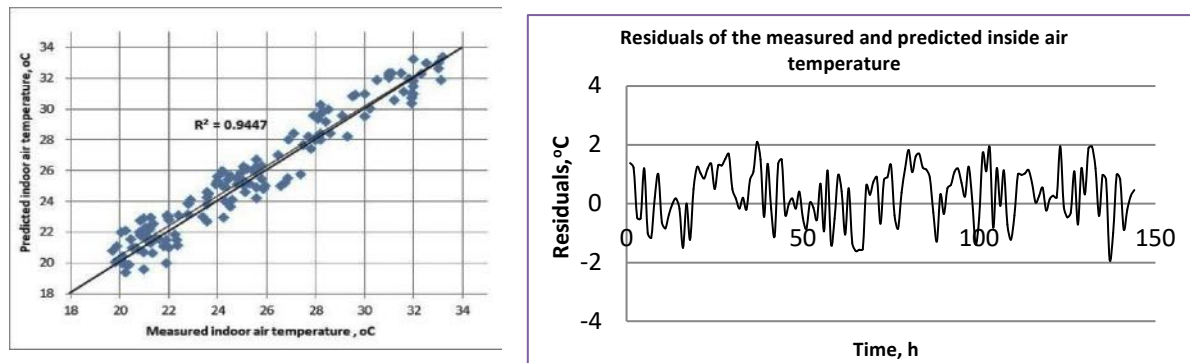 34
32
30
28
26
24
22
20
18
Predicted indoor air temperature, oC
R² = 0.9447
18 20 22 24 26 28 30 32 34
Measured indoor air temperature , oC
Residuals of the measured and predicted inside air
temperature
4
2
0
-2
-4
Residuals,ºC
0 50 100 150
Time, h